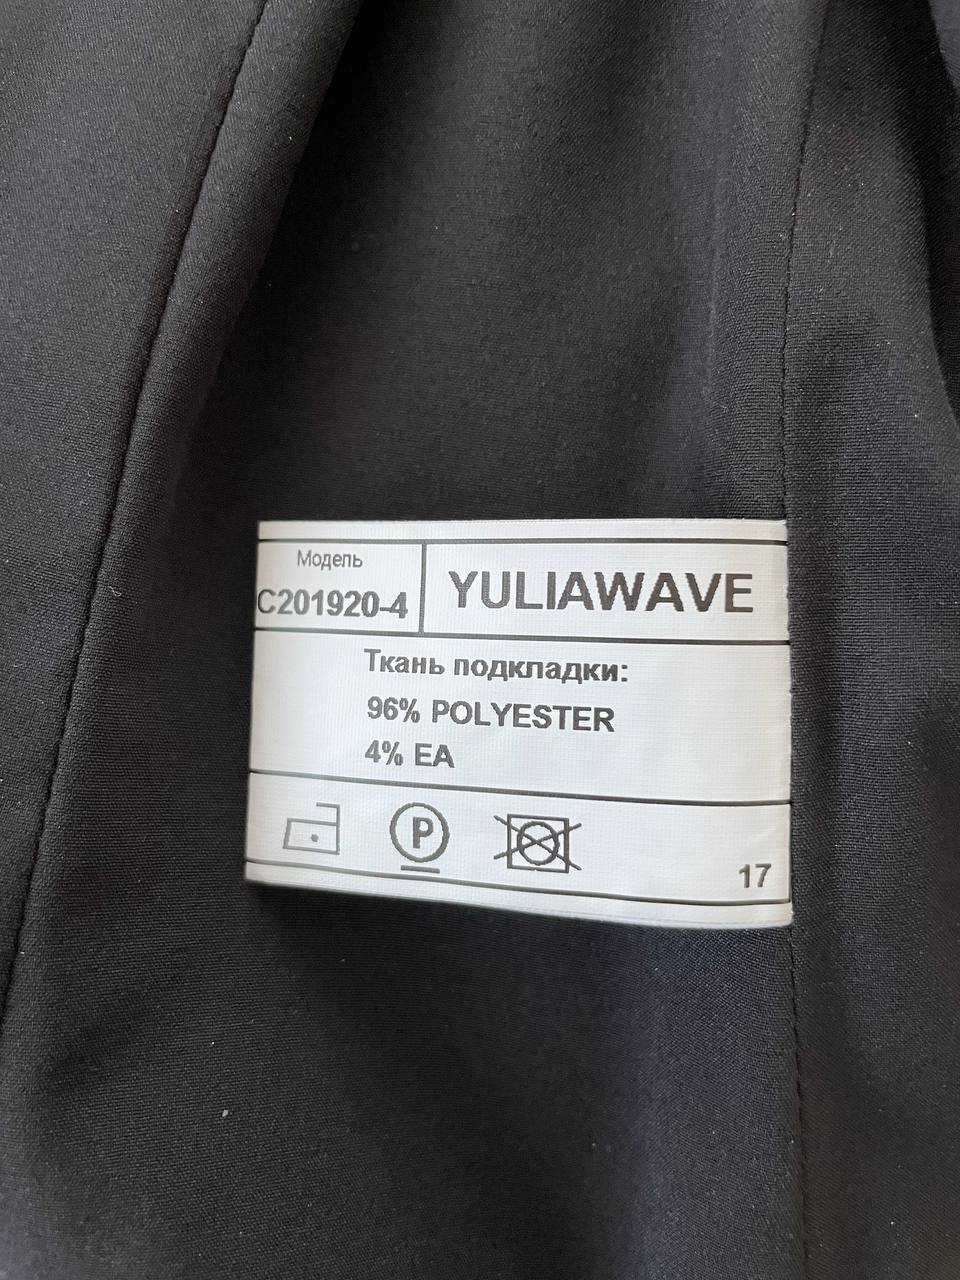 Модель
C201920-4
YULIAWAVE
Ткань подкладки:
96% POLYESTER
4% EA
P
17